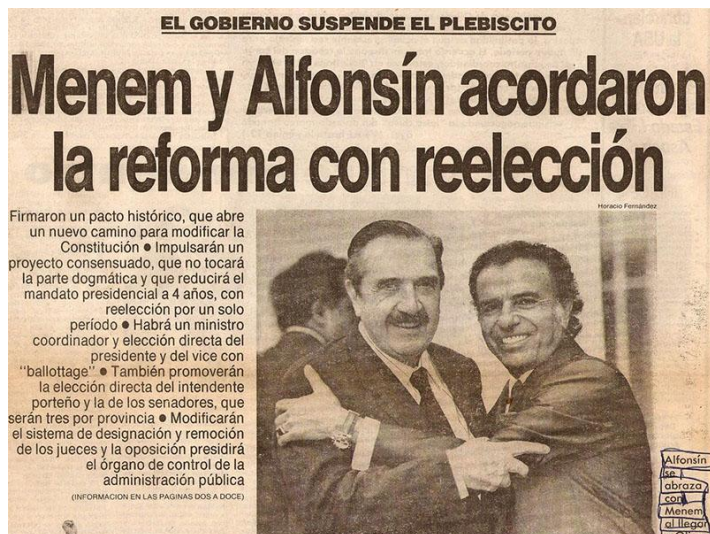 EL GOBIERNO SUSPENDE EL PLEBISCITO
Menem y Alfonsín acordaron
la reforma con reelección
Horacio Fernández
Firmaron un pacto histórico, que abre
un nuevo camino para modificar la
Constitución ● Impulsarán un
proyecto consensuado, que no tocará
la parte dogmática y que reducirá el
mandato presidencial a 4 años, con
reelección por un solo
período ● Habrá un ministro
coordinador y elección directa del
presidente y del vice con
"ballottage" ● También promoverán
la elección directa del intendente
porteño y la de los senadores, que
serán tres por provincia ● Modificarán
el sistema de designación y remoción
de los jueces y la oposición presidirá
el órgano de control de la
administración pública
(INFORMACION EN LAS PAGINAS DOS A DOCE)
Alfonsín
se
abraza
con
Menem
al llegar